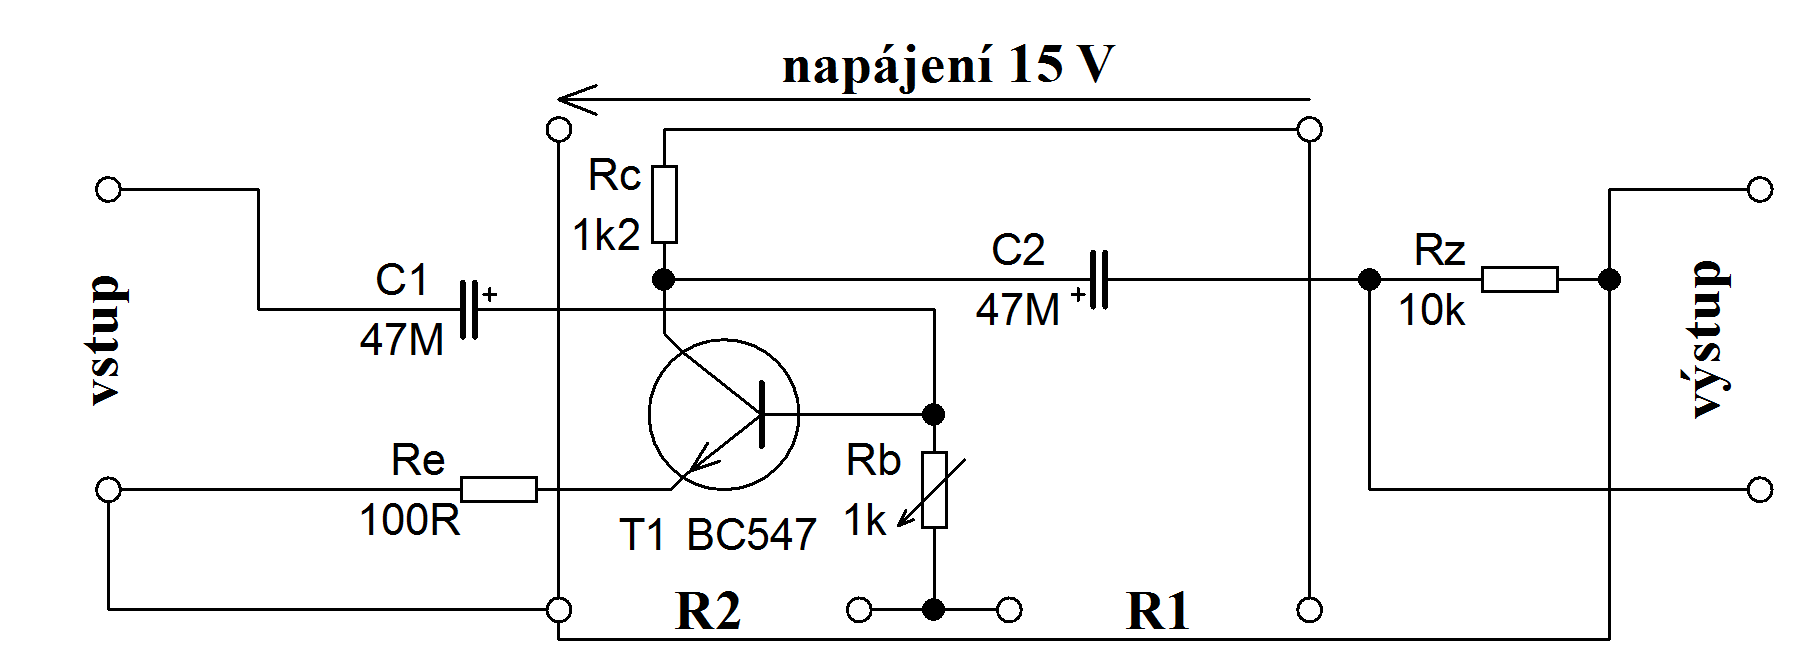 napájení 15 V
Rc
1k2
C1
47M
C2
47M
Rz
10k
vstup
výstup
Re
100R
T1 BC547
Rb
1k
R2
R1